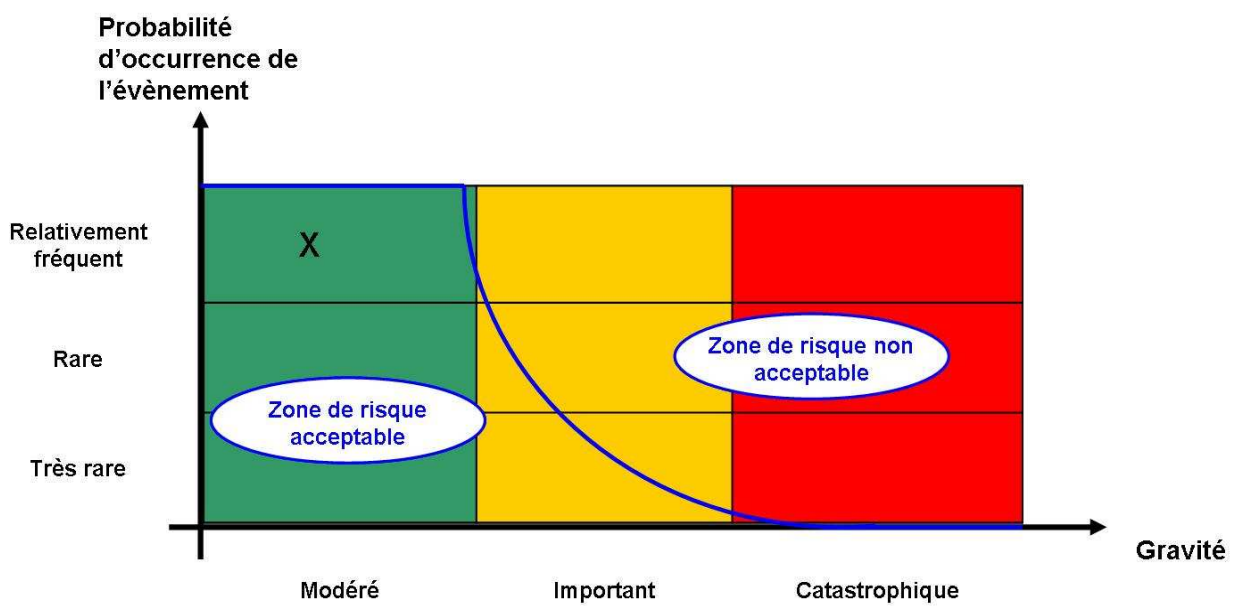 Probabilité
d'occurrence de
l'évènement
Relativement
fréquent
X
Rare
Zone de risque non
acceptable
Zone de risque
acceptable
Très rare
Gravité
Modéré
Important
Catastrophique